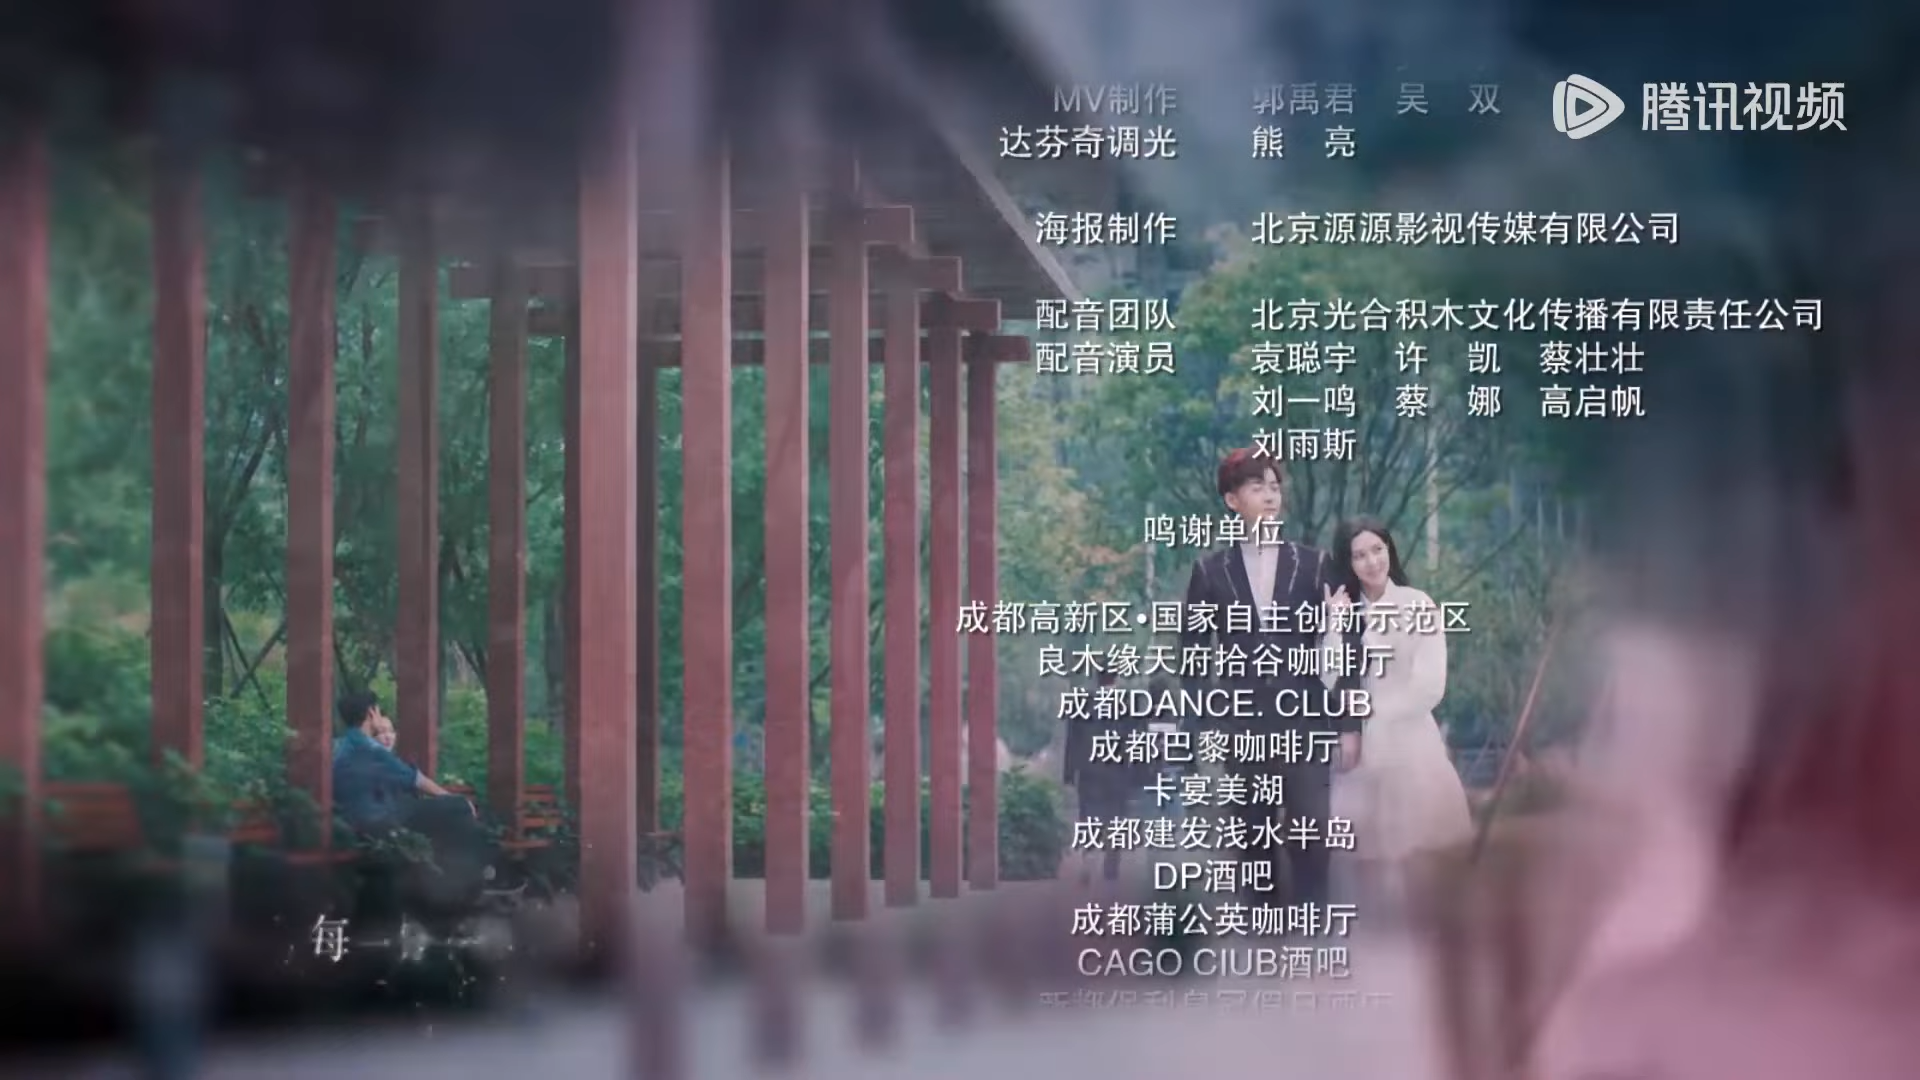 腾讯视频
MV制作 郭禹君 吴 双
达芬奇调光 熊 亮
海报制作 北京源源影视传媒有限公司
配音团队 北京光合积木文化传播有限责任公司
配音演员 袁聪宇 许 凯 蔡壮壮
刘一鸣 蔡 娜 高启帆
刘雨斯
鸣谢单位
成都高新区•国家自主创新示范区
良木缘天府拾谷咖啡厅
成都DANCE. CLUB
成都巴黎咖啡厅
卡宴美湖
成都建发浅水半岛
DP酒吧
成都蒲公英咖啡厅
CAGO CIUB酒吧
每一